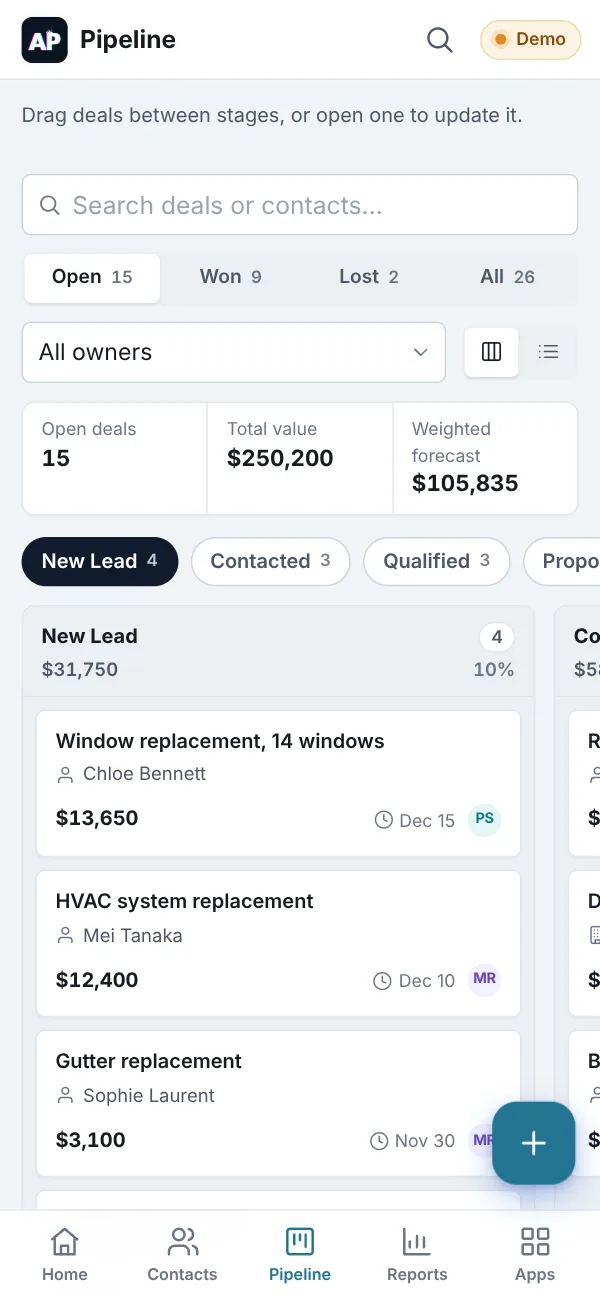 AP Pipeline Demo
Drag deals between stages, or open one to update it.
Search deals or contacts...
Open 15 Won 9 Lost 2 All 26
All owners
Open deals
15
Total value
$250,200
Weighted
forecast
$105,835
New Lead 4 Contacted 3 Qualified 3 Propo
New Lead 4
$31,750 10%
Co
$58
Window replacement, 14 windows
Chloe Bennett
$13,650 Dec 15 PS
R
$
HVAC system replacement
Mei Tanaka
$12,400 Dec 10 MR
D
$
Gutter replacement
Sophie Laurent
$3,100 Nov 30 MR
B
$
+
Home Contacts Pipeline Reports Apps